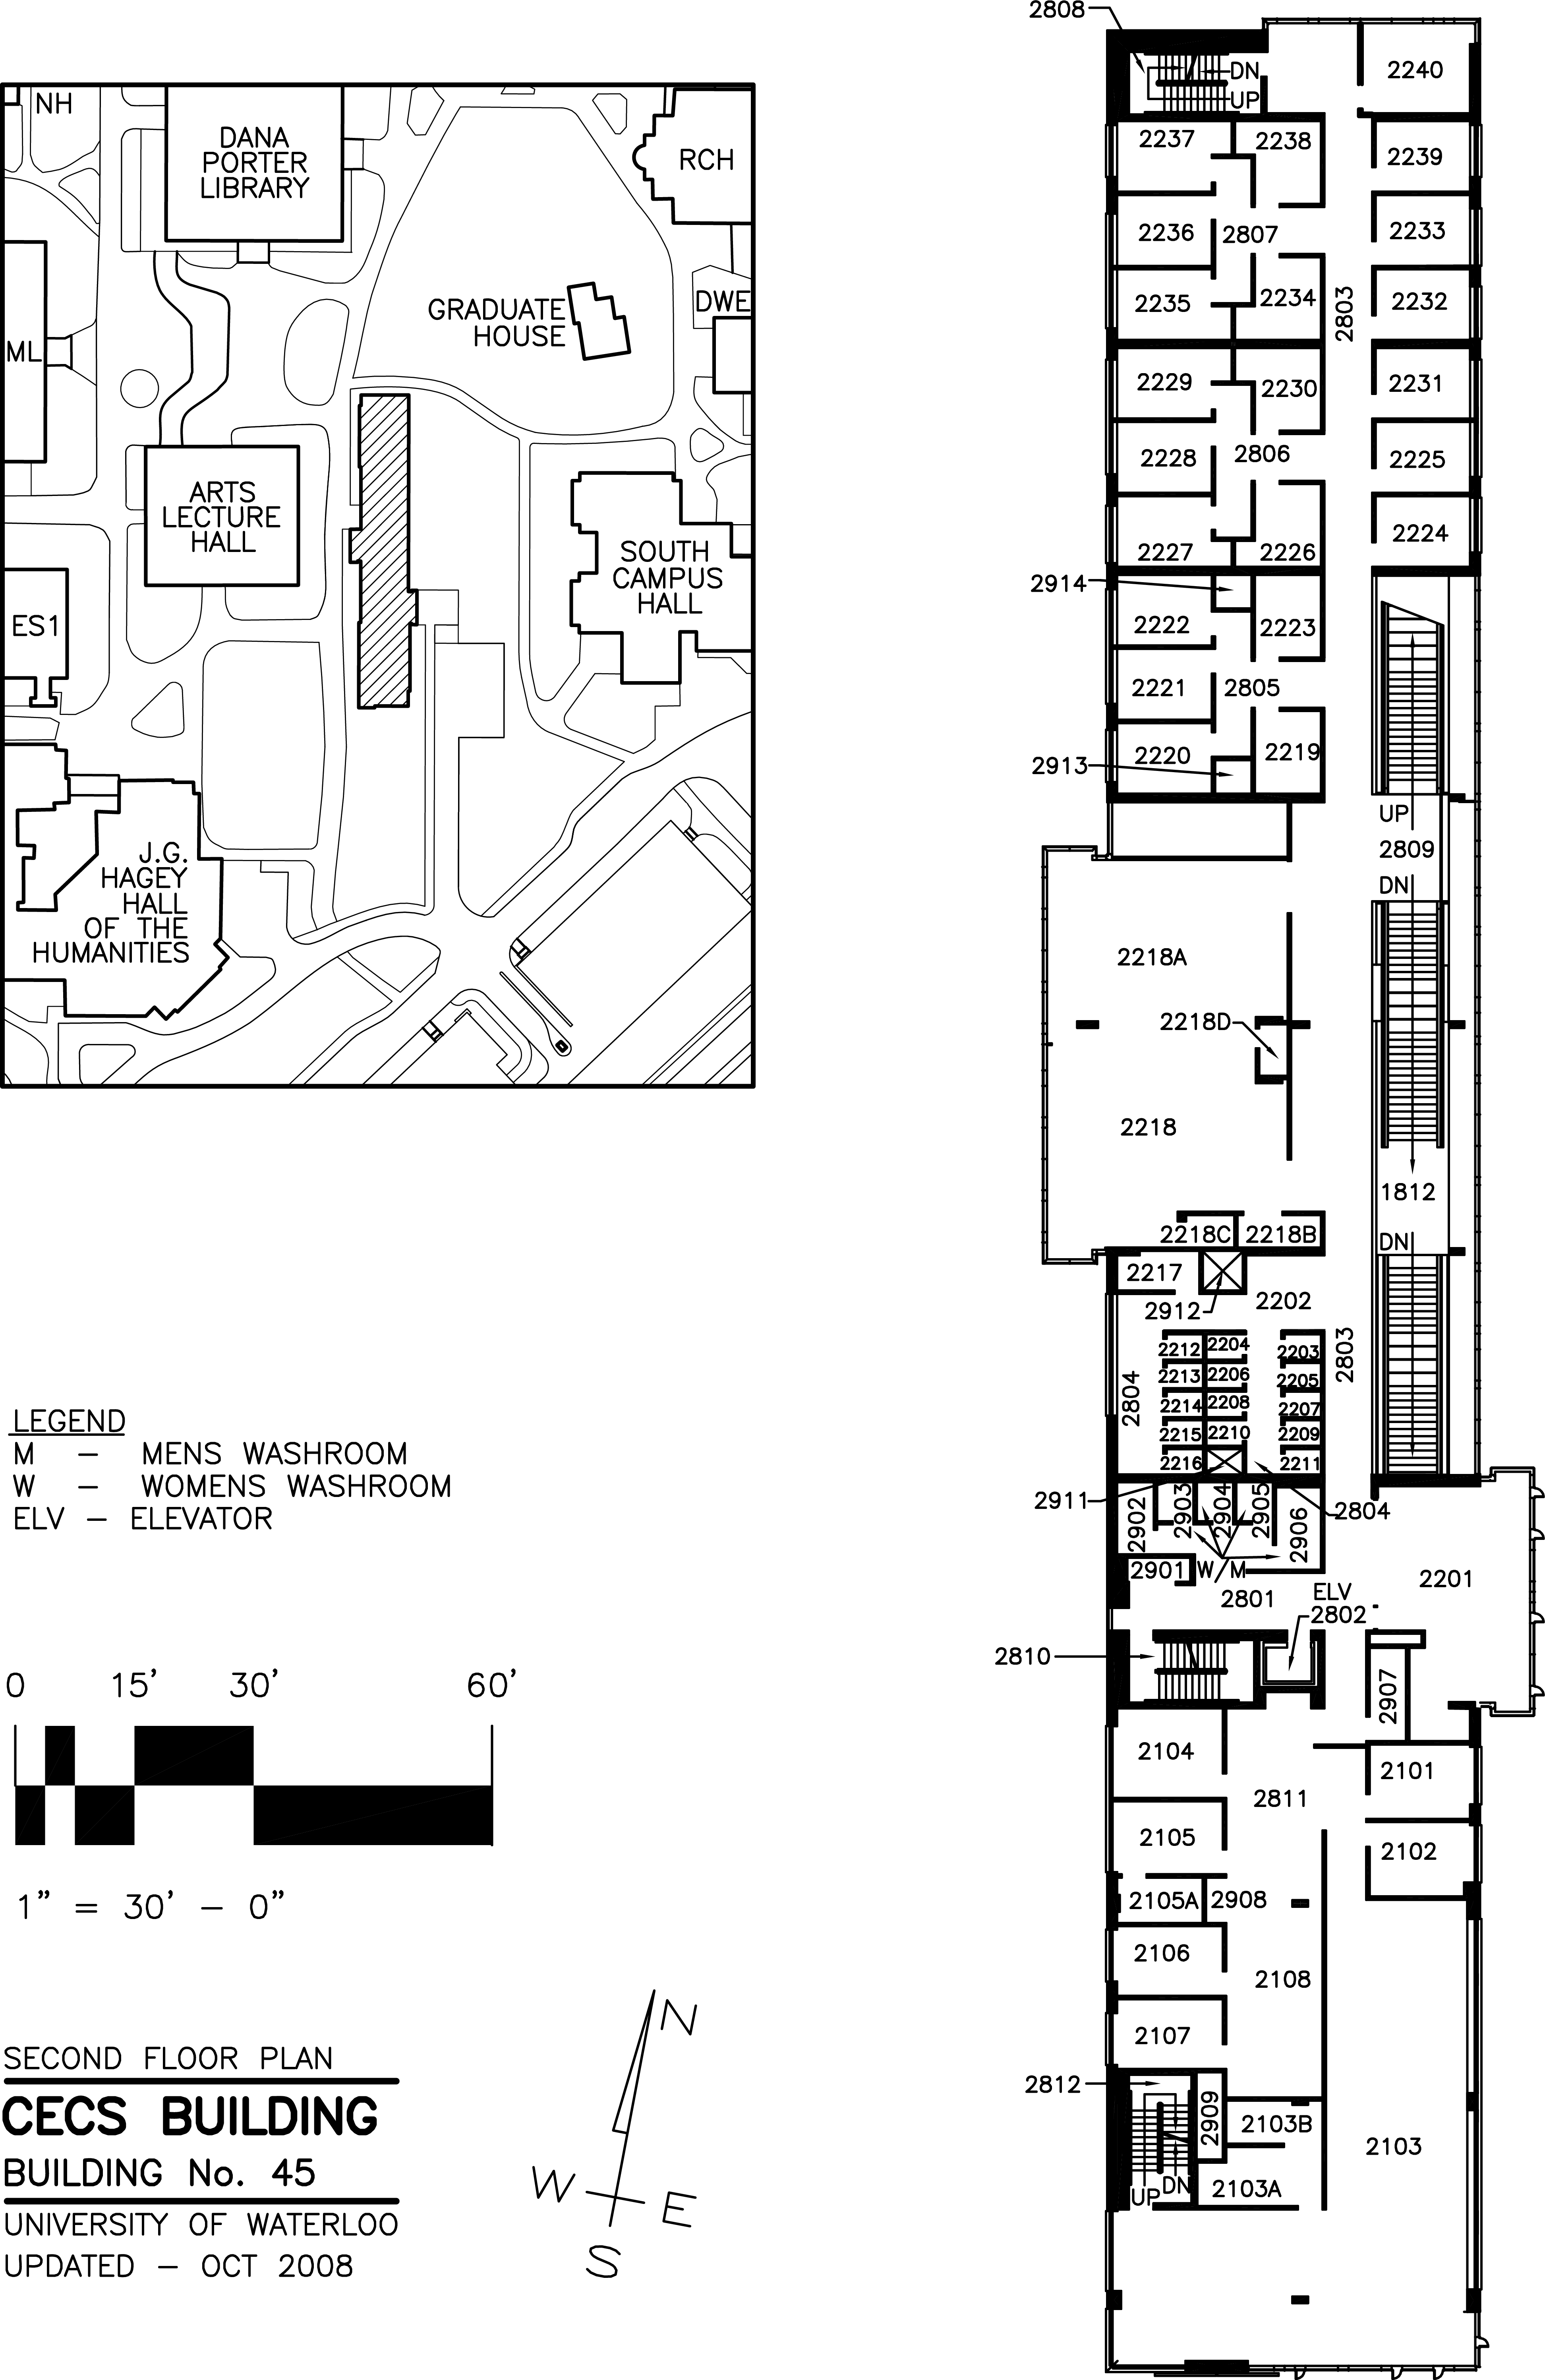 NH
DANA
PORTER
LIBRARY
RCH
GRADUATE
HOUSE
DWE
ML
ARTS
LECTURE
HALL
SOUTH
CAMPUS
HALL
ES1
J.G.
HAGEY
HALL
OF THE
HUMANITIES
LEGEND
M – MENS WASHROOM
W – WOMENS WASHROOM
ELV – ELEVATOR
0 15' 30' 60'
1" = 30' – 0"
SECOND FLOOR PLAN
CECS BUILDING
BUILDING No. 45
UNIVERSITY OF WATERLOO
UPDATED – OCT 2008
N
W
E
S
2808
DN
UP
2240
2237
2238
2239
2236
2807
2233
2235
2234
2803
2232
2229
2230
2231
2228
2806
2225
2227
2226
2224
2914
2222
2223
2221
2805
2220
2219
2913
UP
2809
DN
2218A
2218D
2218
1812
2218C
2218B
DN
2217
2202
2912
2803
2804
2212
2204
2203
2213
2206
2205
2214
2208
2207
2215
2210
2209
2216
2211
2911
2804
2902
2903
2904
2905
2906
2901
W/M
2801
ELV
2802
2201
2810
2907
2104
2101
2811
2105
2102
2105A
2908
2106
2108
2107
2812
2909
2103B
2103
UP
DN
2103A